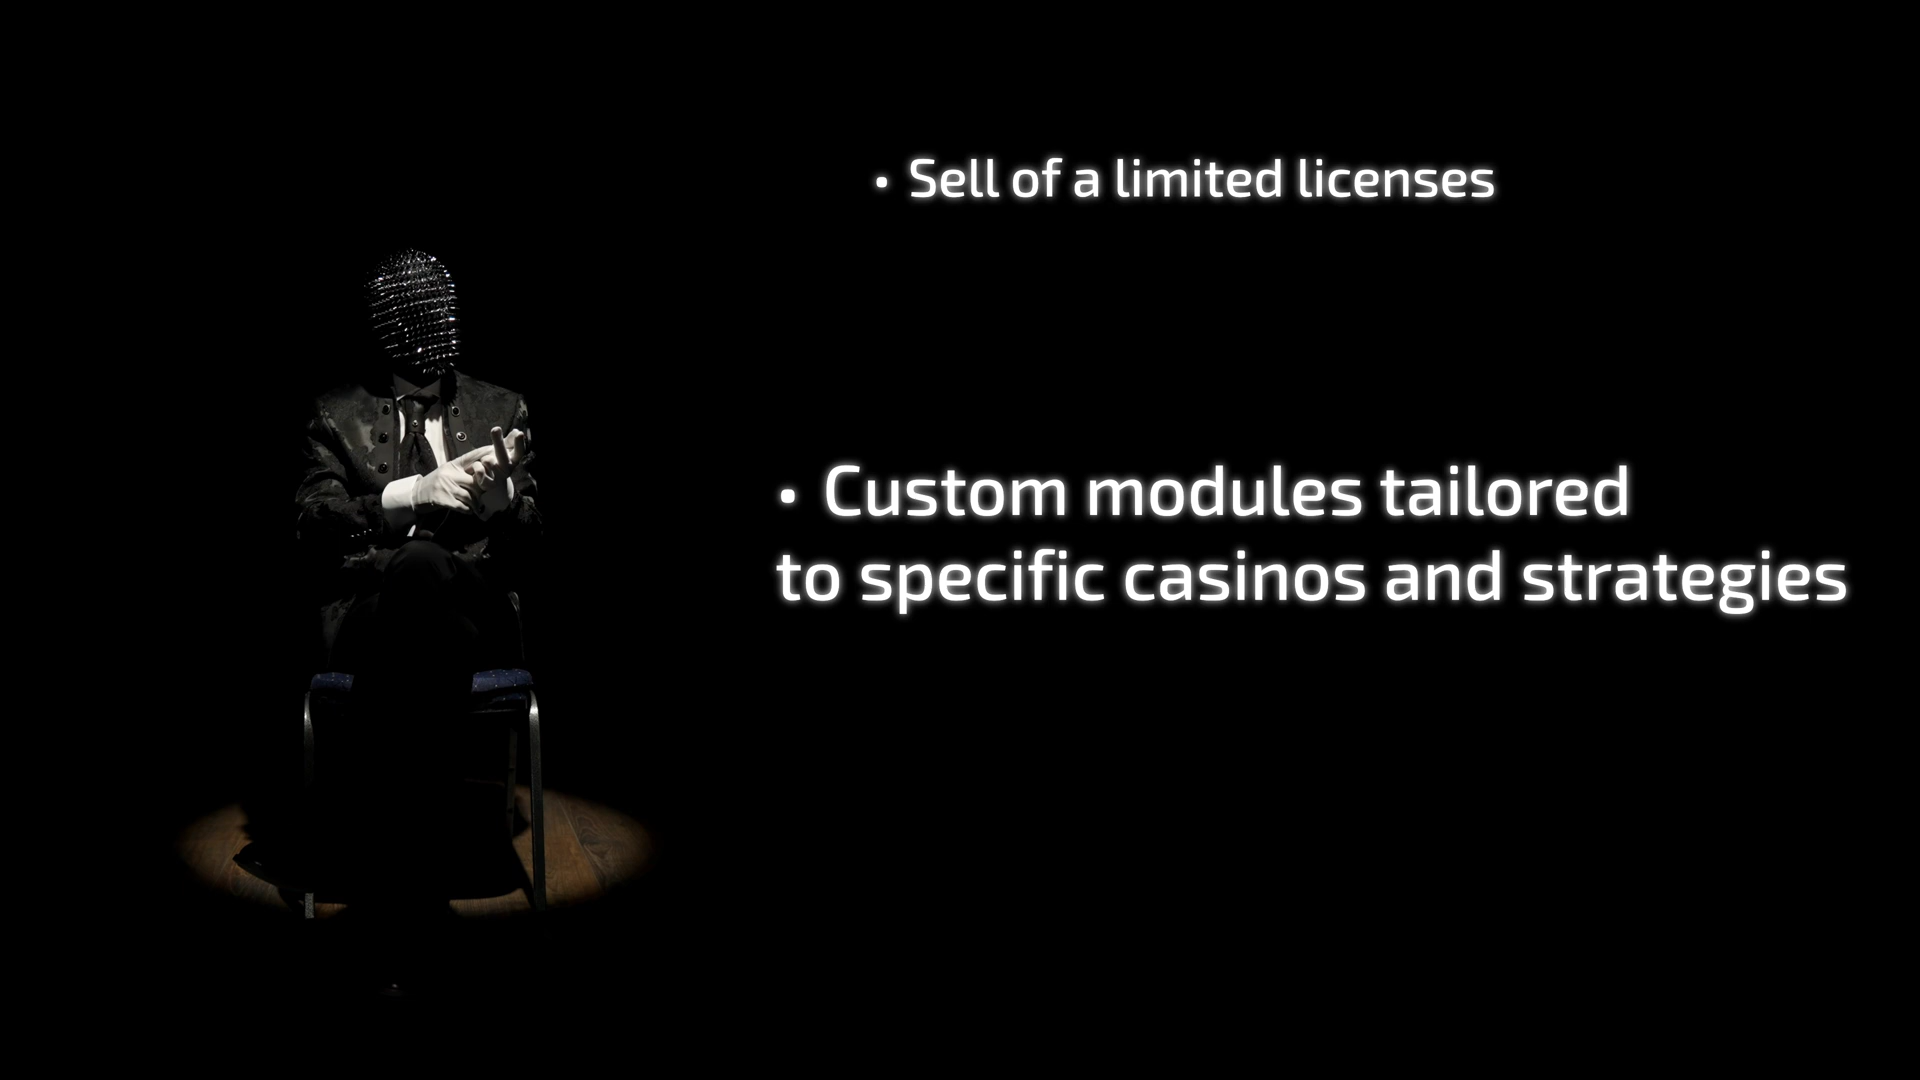 • Sell of a limited licenses
• Custom modules tailored
to specific casinos and strategies